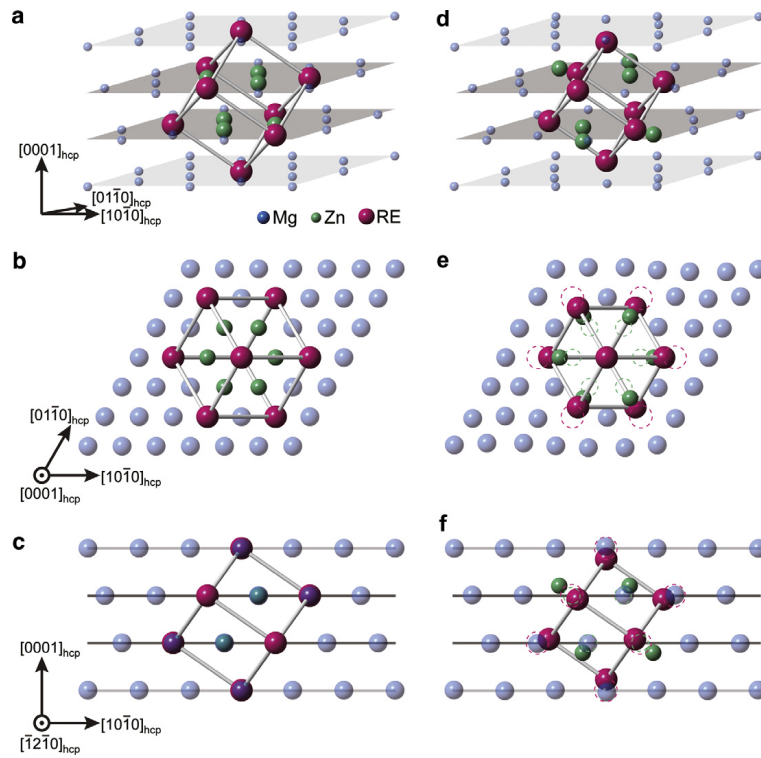 a
d
[0001]hcp
[011̄0]hcp
[101̄0]hcp
Mg Zn RE
b
e
[011̄0]hcp
[0001]hcp
[101̄0]hcp
c
f
[0001]hcp
[101̄0]hcp
[1̄21̄0]hcp